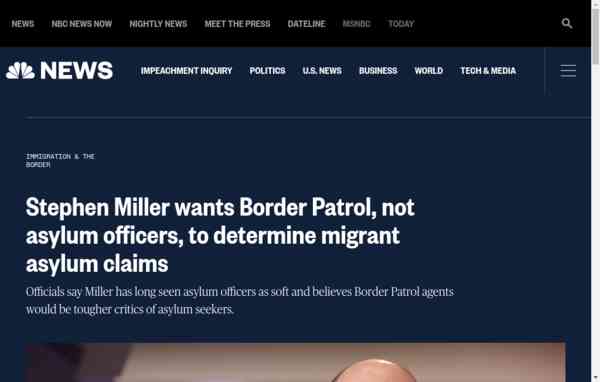 NEWS NBC NEWS NOW NIGHTLY NEWS MEET THE PRESS DATELINE MSNBC TODAY
NEWS IMPEACHMENT INQUIRY POLITICS U.S. NEWS BUSINESS WORLD TECH & MEDIA
IMMIGRATION & THE
BORDER
Stephen Miller wants Border Patrol, not
asylum officers, to determine migrant
asylum claims
Officials say Miller has long seen asylum officers as soft and believes Border Patrol agents
would be tougher critics of asylum seekers.